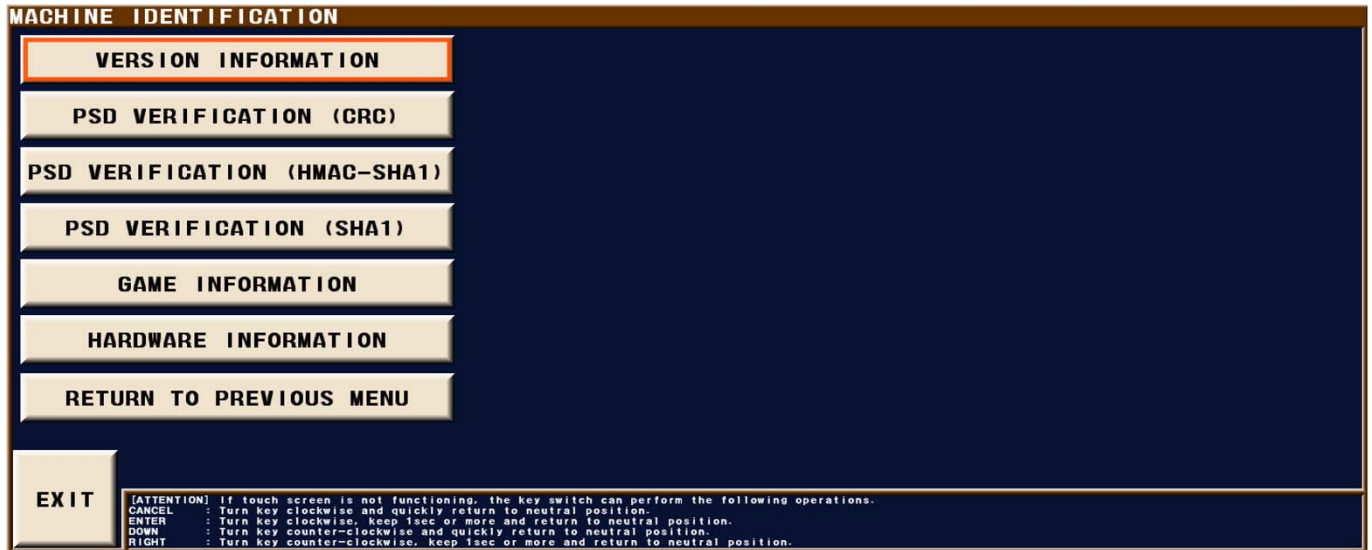 MACHINE IDENTIFICATION
VERSION INFORMATION
PSD VERIFICATION (CRC)
PSD VERIFICATION (HMAC-SHA1)
PSD VERIFICATION (SHA1)
GAME INFORMATION
HARDWARE INFORMATION
RETURN TO PREVIOUS MENU
EXIT
[ATTENTION] If touch screen is not functioning, the key switch can perform the following operations.
CANCEL : Turn key clockwise and quickly return to neutral position.
ENTER : Turn key clockwise, keep 1sec or more and return to neutral position.
DOWN : Turn key counter-clockwise and quickly return to neutral position.
RIGHT : Turn key counter-clockwise, keep 1sec or more and return to neutral position.